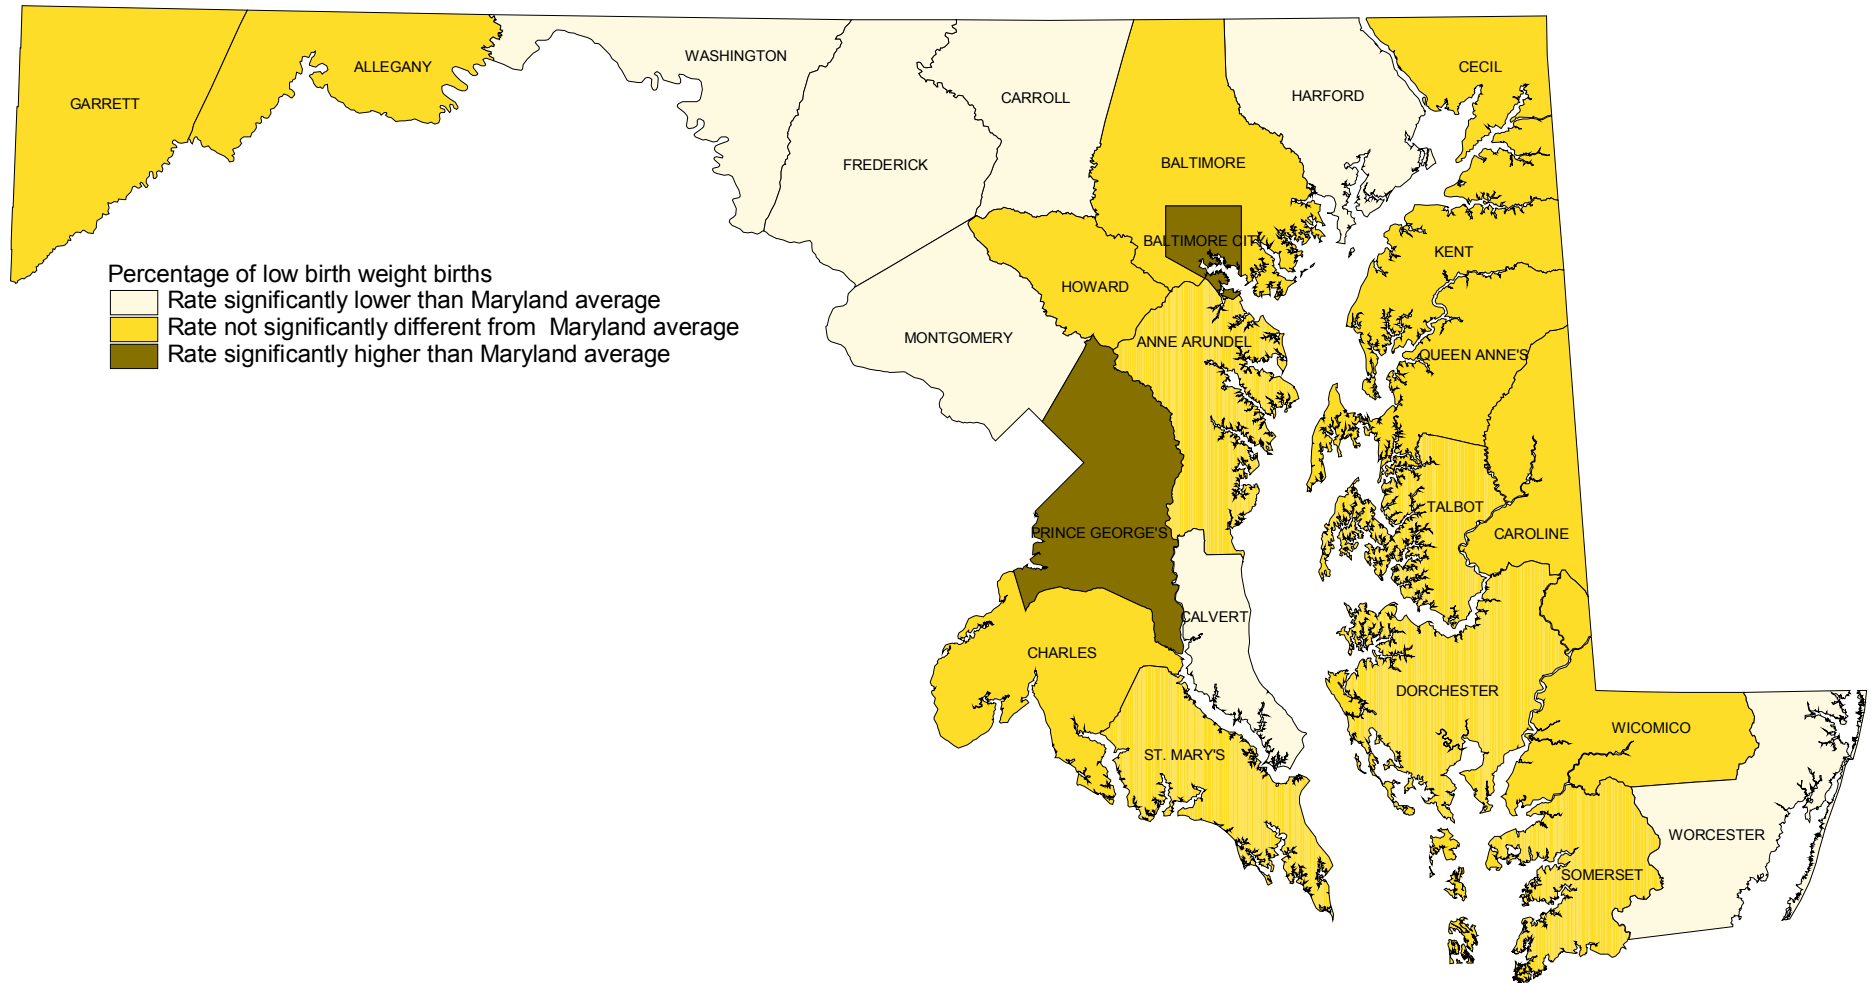 WASHINGTON
ALLEGANY
CECIL
GARRETT
CARROLL
HARFORD
FREDERICK
BALTIMORE
BALTIMORE CITY
KENT
Percentage of low birth weight births
Rate significantly lower than Maryland average
Rate not significantly different from  Maryland average
Rate significantly higher than Maryland average
HOWARD
MONTGOMERY
ANNE ARUNDEL
QUEEN ANNE'S
TALBOT
PRINCE GEORGE'S
CAROLINE
CALVERT
CHARLES
DORCHESTER
WICOMICO
ST. MARY'S
WORCESTER
SOMERSET